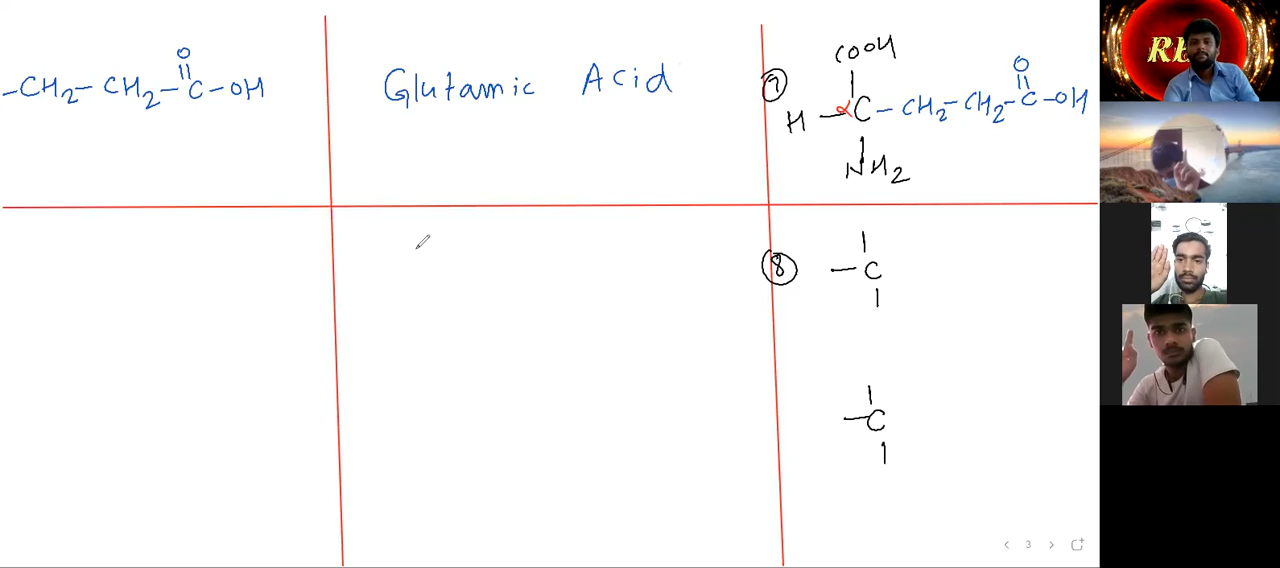 -CH2-CH2-C-OH
O
Glutamic Acid
7
COOH
H-αC-CH2-CH2-C-OH
O
NH2
8
-C
-C
< 3 >